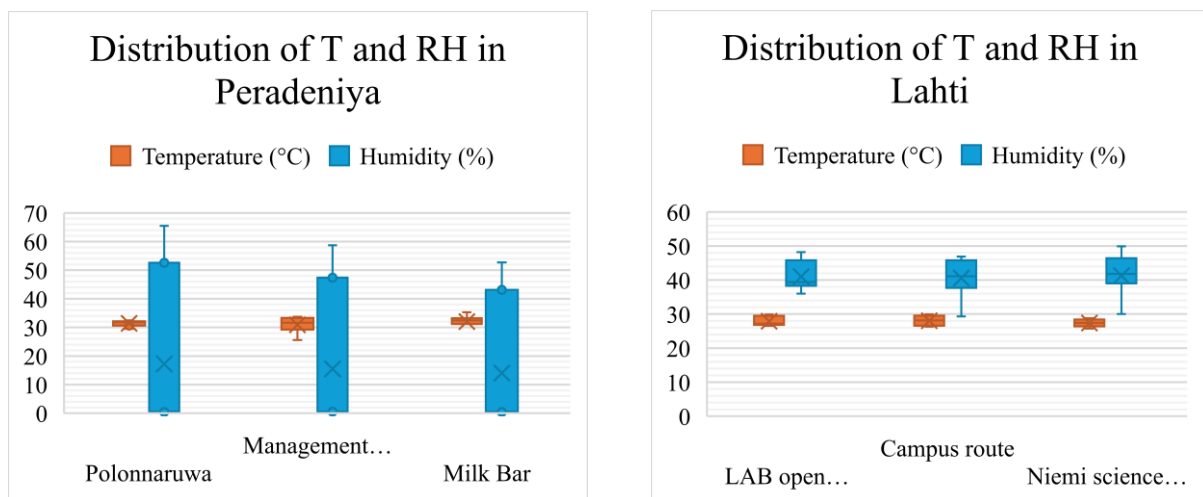 Distribution of T and RH in
Peradeniya
Temperature (°C) Humidity (%)
70
60
50
40
30
20
10
0
Management…
Polonnaruwa Milk Bar
Distribution of T and RH in
Lahti
Temperature (°C) Humidity (%)
60
50
40
30
20
10
0
Campus route
LAB open… Niemi science…